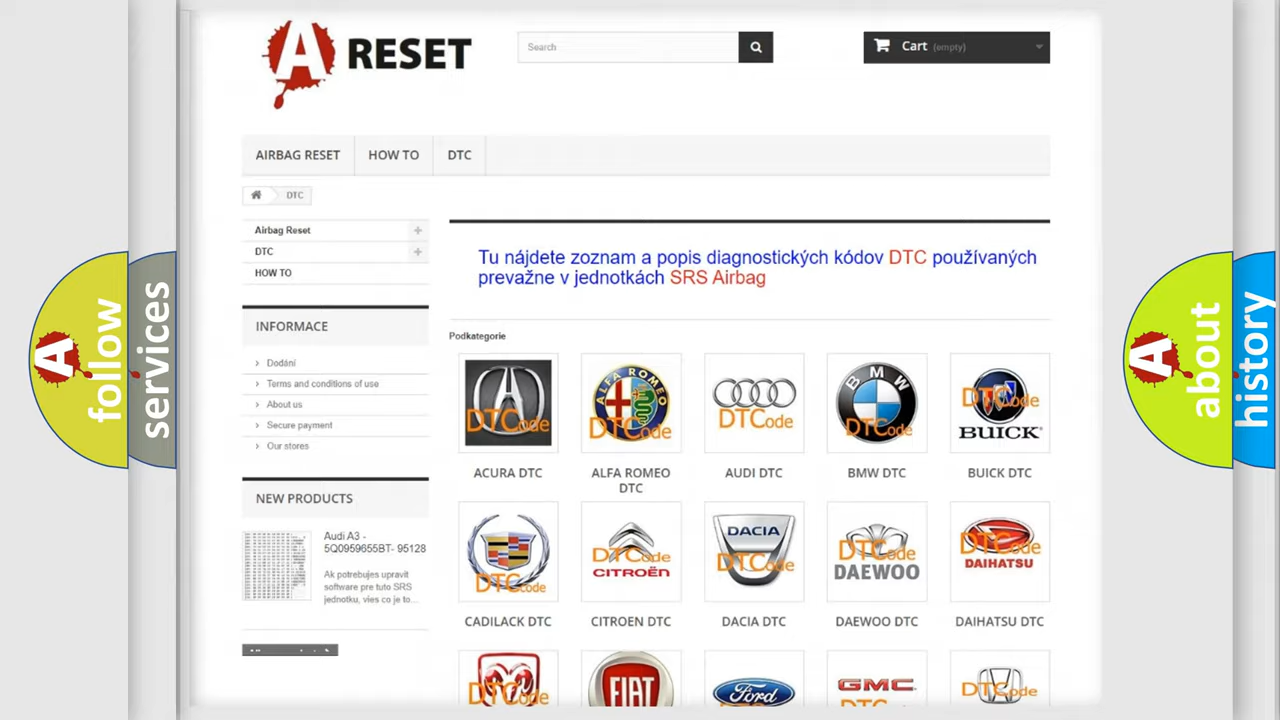 A RESET
Search
Cart (empty)
AIRBAG RESET
HOW TO
DTC
DTC
Airbag Reset
DTC
HOW TO
Tu nájdete zoznam a popis diagnostických kódov DTC používaných
prevažne v jednotkách SRS Airbag
INFORMACE
Dodání
Terms and conditions of use
About us
Secure payment
Our stores
NEW PRODUCTS
Audi A3 -
5Q0959655BT- 95128
Ak potrebujes upravit
software pre tuto SRS
jednotku, vies co je to...
Podkategorie
DTCode
ALFA ROMEO
DTCode
DTCode
BMW
DTCode
DTCode
BUICK
ACURA DTC
ALFA ROMEO
DTC
AUDI DTC
BMW DTC
BUICK DTC
DTCode
DTCode
CITROËN
DACIA
DTCode
DTCode
DAEWOO
DTCode
DAIHATSU
CADILACK DTC
CITROEN DTC
DACIA DTC
DAEWOO DTC
DAIHATSU DTC
DTCode
FIAT
Ford
GMC
DTCode
A follow
services
A about
history